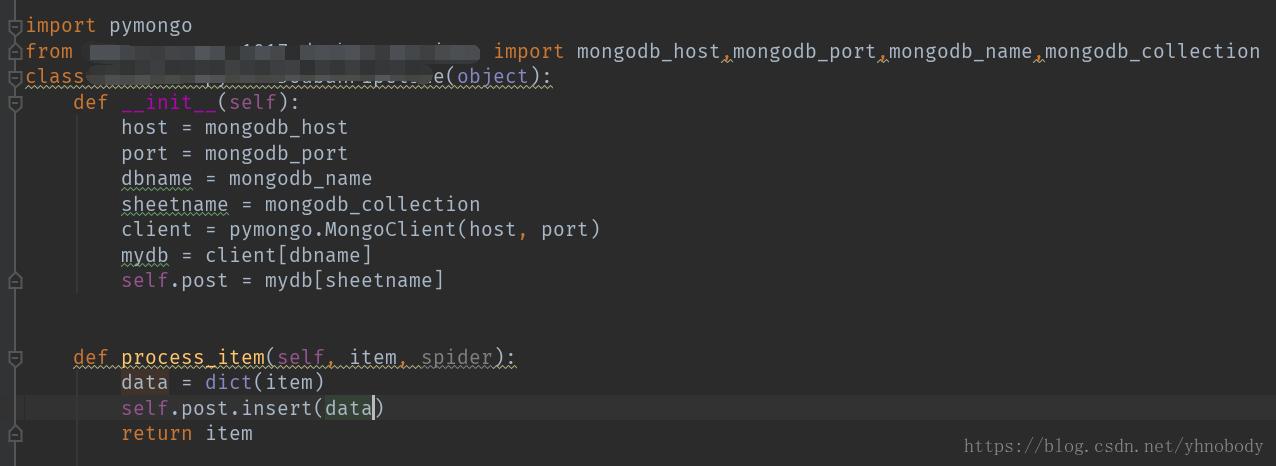 import pymongo
from import mongodb_host,mongodb_port,mongodb_name,mongodb_collection
class (object):
def __init__(self):
host = mongodb_host
port = mongodb_port
dbname = mongodb_name
sheetname = mongodb_collection
client = pymongo.MongoClient(host, port)
mydb = client[dbname]
self.post = mydb[sheetname]
def process_item(self, item, spider):
data = dict(item)
self.post.insert(data)
return item
https://blog.csdn.net/yhnobody